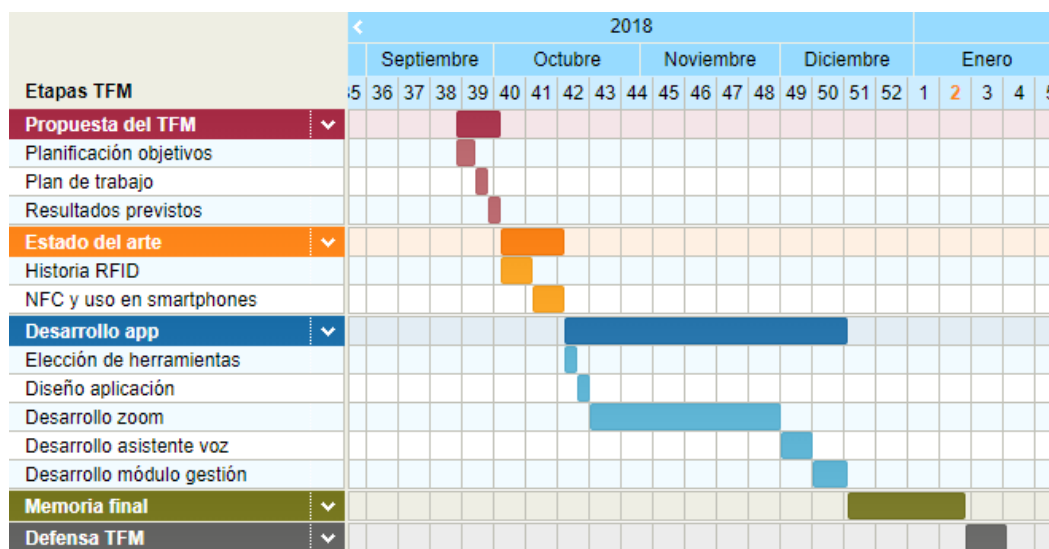 2018
Septiembre Octubre Noviembre Diciembre Enero
Etapas TFM 36 37 38 39 40 41 42 43 44 45 46 47 48 49 50 51 52 1 2 3 4
Propuesta del TFM
Planificación objetivos
Plan de trabajo
Resultados previstos
Estado del arte
Historia RFID
NFC y uso en smartphones
Desarrollo app
Elección de herramientas
Diseño aplicación
Desarrollo zoom
Desarrollo asistente voz
Desarrollo módulo gestión
Memoria final
Defensa TFM